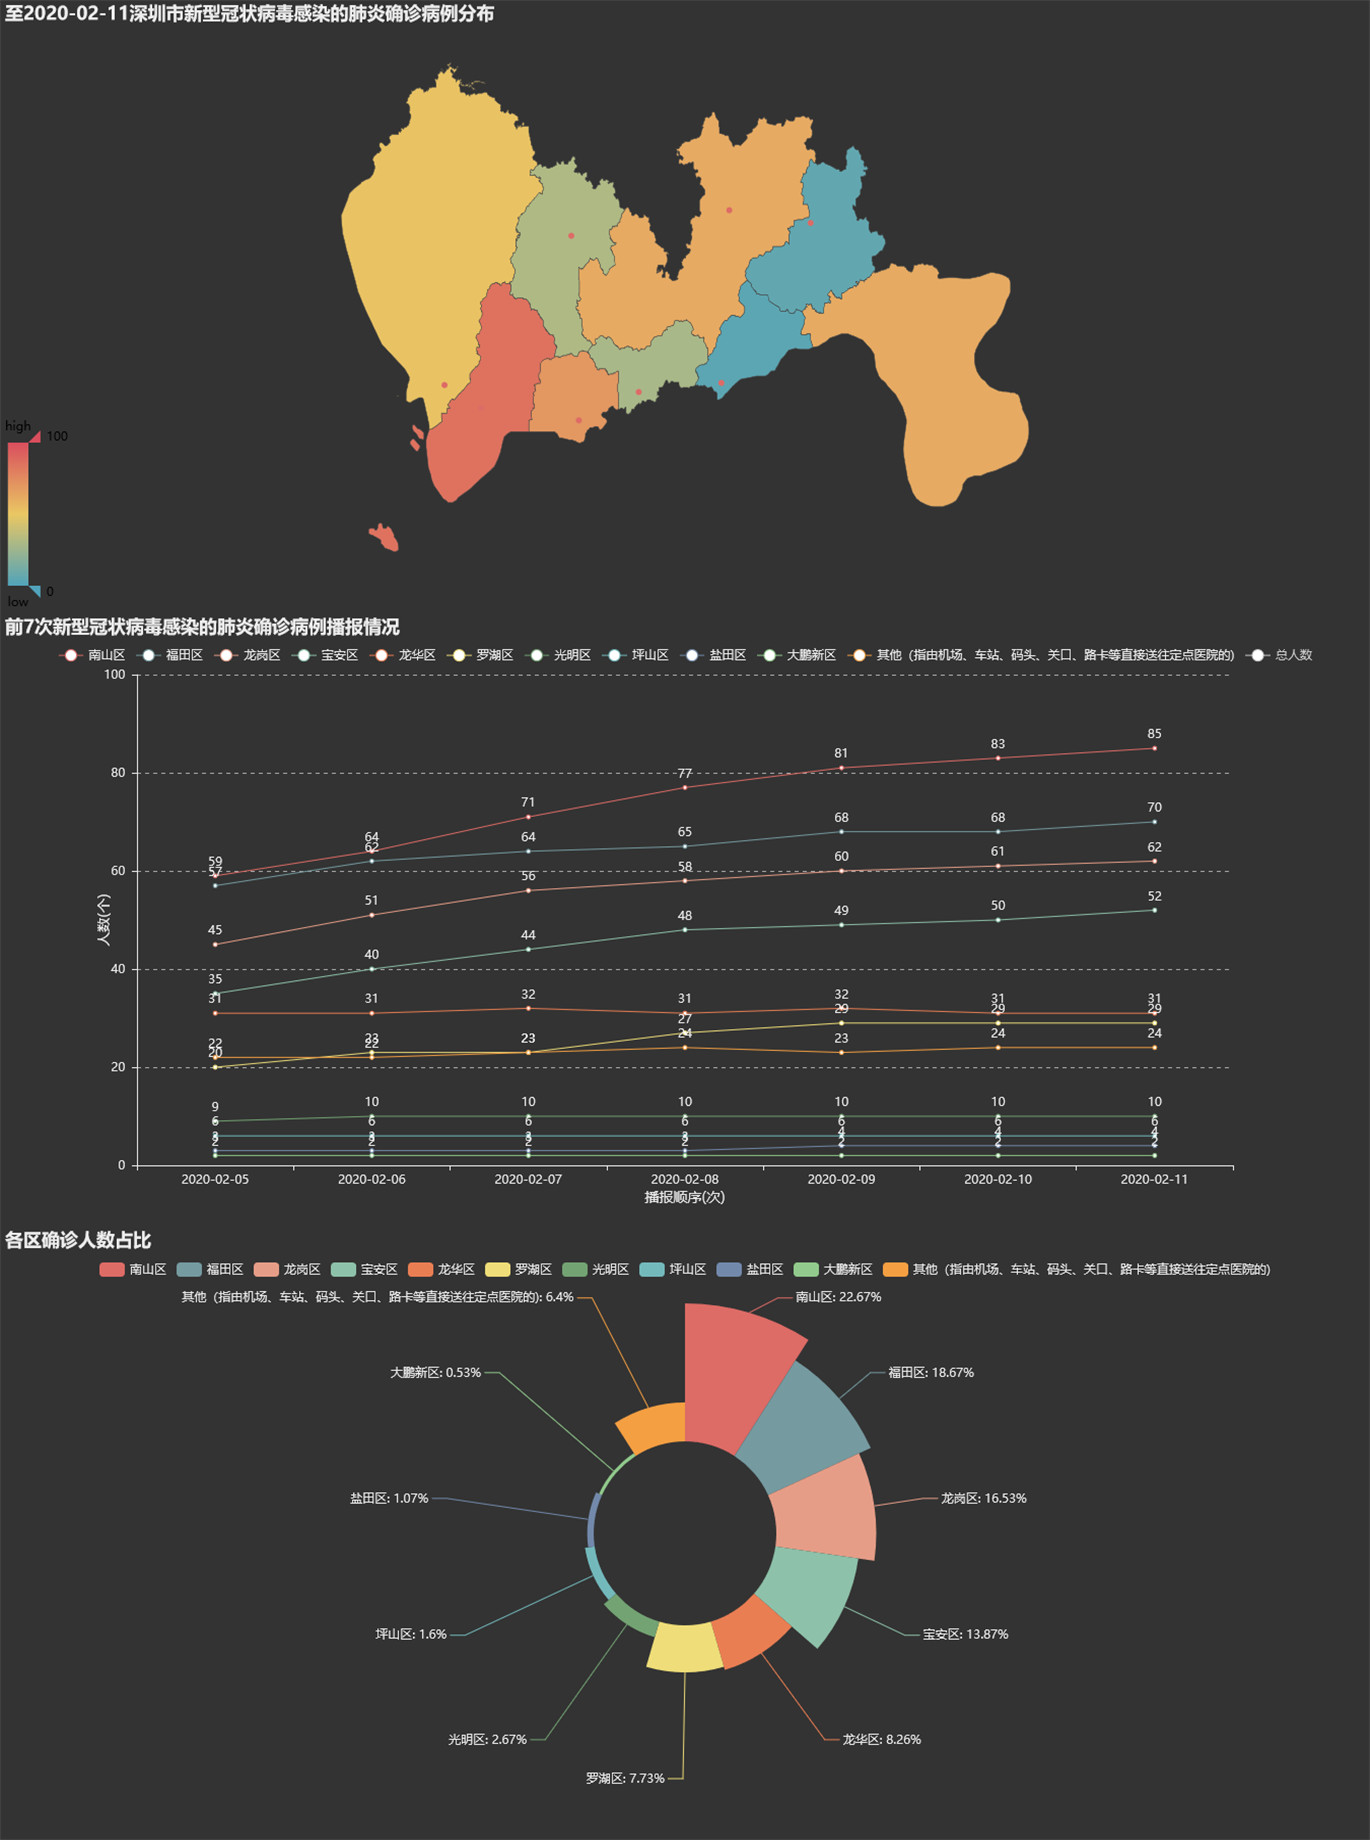 至2020-02-11深圳市新型冠状病毒感染的肺炎确诊病例分布
high
100
0
low
前7次新型冠状病毒感染的肺炎确诊病例播报情况
南山区 福田区 龙岗区 宝安区 龙华区 罗湖区 光明区 坪山区 盐田区 大鹏新区 其他（指由机场、车站、码头、关口、路卡等直接送往定点医院的) 总人数
人数(个)
100
80
60
40
20
0
59 64 71 77 81 83 85
57 62 64 65 68 68 70
45 51 56 58 60 61 62
35 40 44 48 49 50 52
31 31 32 31 32 31 31
20 23 23 27 29 29 29
22 22 23 24 23 24 24
9 10 10 10 10 10 10
6 6 6 6 6 6 6
3 3 3 3 4 4 4
2 2 2 2 2 2 2
2020-02-05 2020-02-06 2020-02-07 2020-02-08 2020-02-09 2020-02-10 2020-02-11
播报顺序(次)
各区确诊人数占比
南山区 福田区 龙岗区 宝安区 龙华区 罗湖区 光明区 坪山区 盐田区 大鹏新区 其他（指由机场、车站、码头、关口、路卡等直接送往定点医院的)
其他（指由机场、车站、码头、关口、路卡等直接送往定点医院的): 6.4%
南山区: 22.67%
大鹏新区: 0.53%
福田区: 18.67%
盐田区: 1.07%
龙岗区: 16.53%
坪山区: 1.6%
宝安区: 13.87%
光明区: 2.67%
龙华区: 8.26%
罗湖区: 7.73%